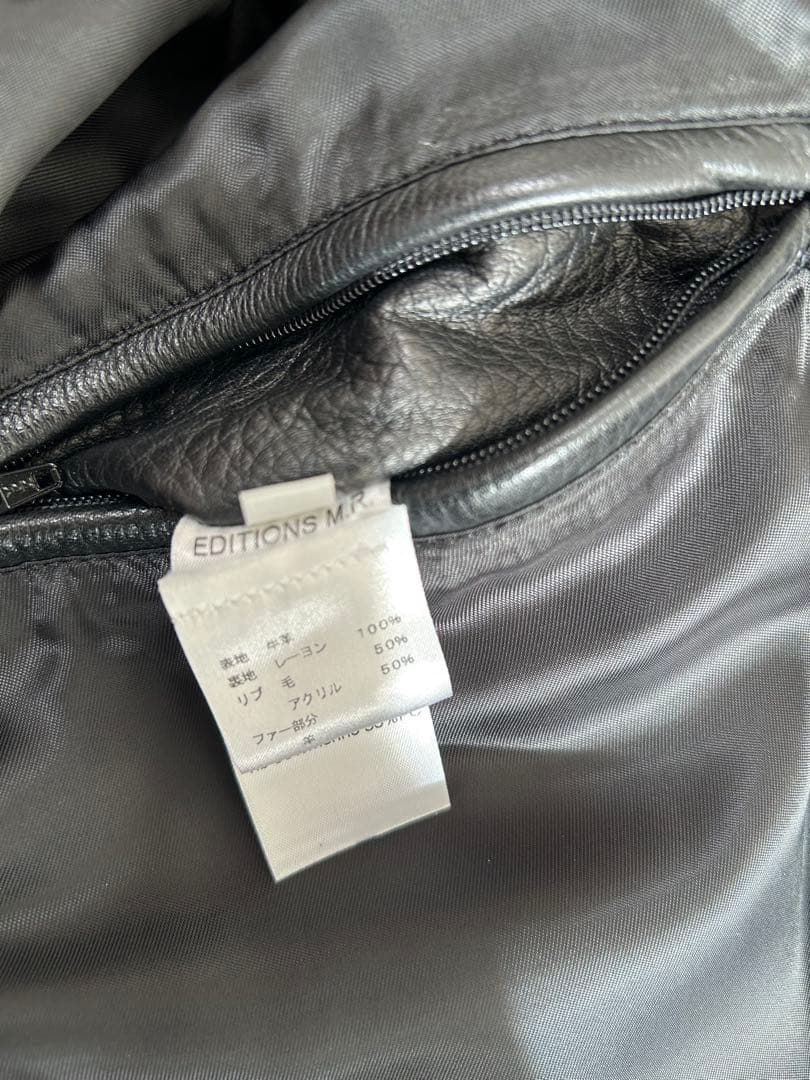 EDITIONS M.R.
表地 牛革
裏地 レーヨン 100%
リブ 毛 50%
アクリル 50%
ファー部分
羊